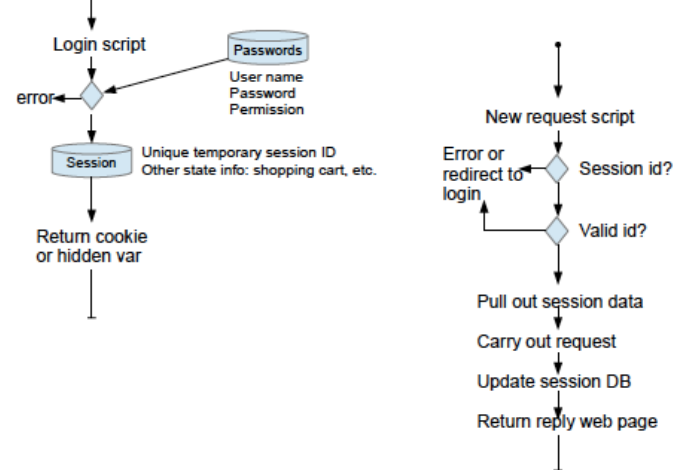 Login script
Passwords
User name
Password
Permission
error
Session
Unique temporary session ID
Other state info: shopping cart, etc.
Return cookie
or hidden var
New request script
Error or
redirect to
login
Session id?
Valid id?
Pull out session data
Carry out request
Update session DB
Return reply web page